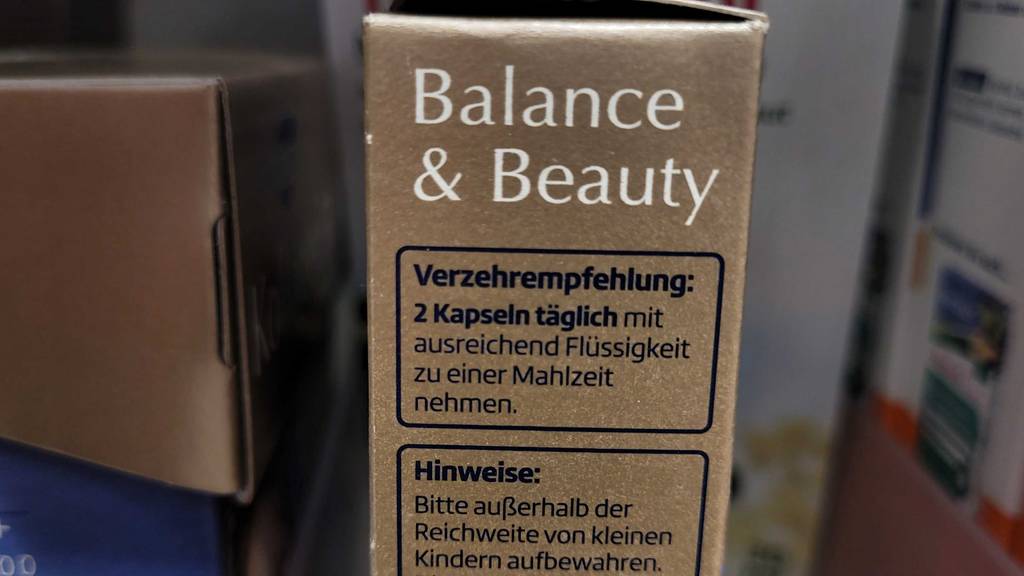 Balance
& Beauty
Verzehrempfehlung:
2 Kapseln täglich mit
ausreichend Flüssigkeit
zu einer Mahlzeit
nehmen.
Hinweise:
Bitte außerhalb der
Reichweite von kleinen
Kindern aufbewahren.